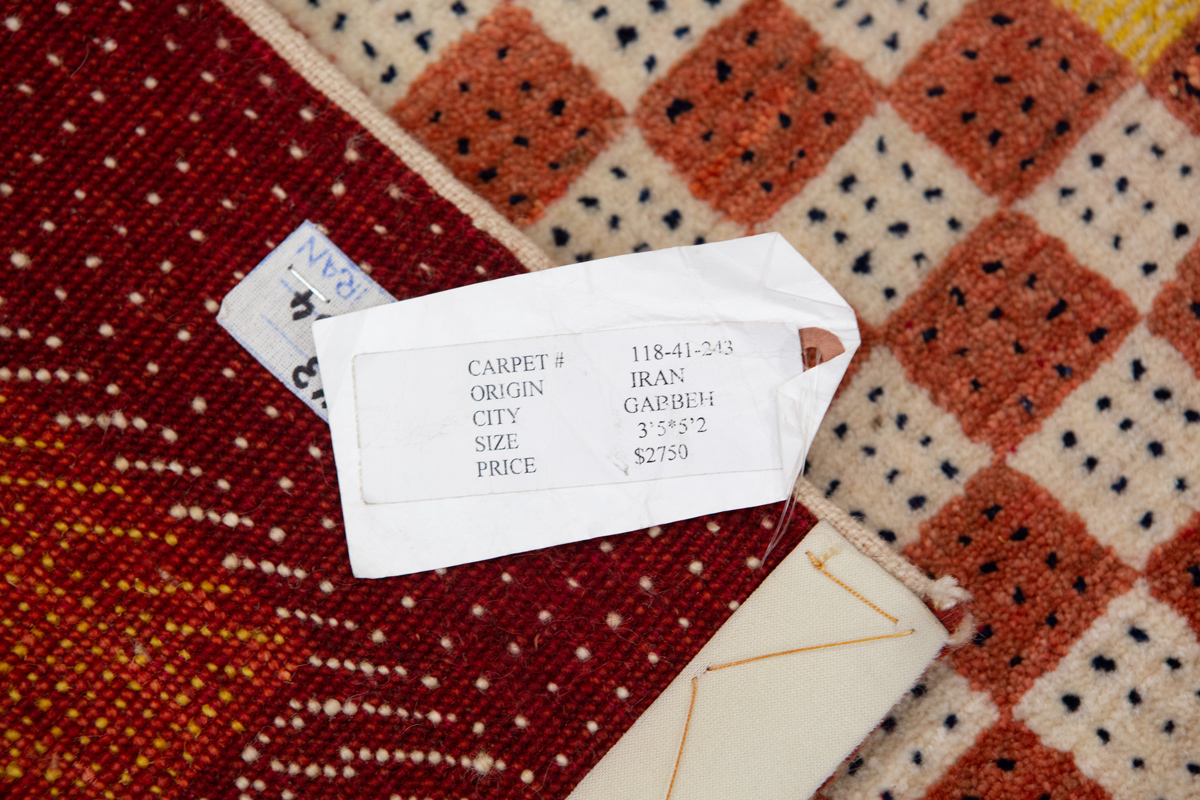 CARPET # 118-41-243
ORIGIN IRAN
CITY GABBEH
SIZE 3'5*5'2
PRICE $2750
IRAN